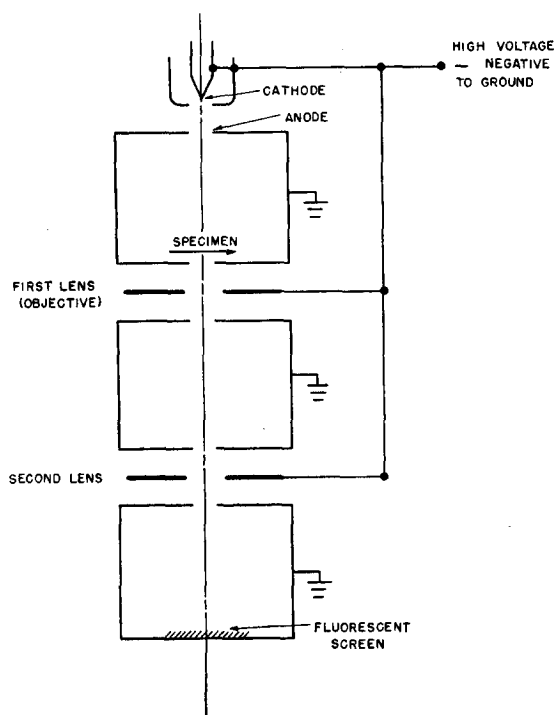 HIGH VOLTAGE
— NEGATIVE
TO GROUND
CATHODE
ANODE
SPECIMEN
FIRST LENS
(OBJECTIVE)
SECOND LENS
FLUORESCENT
SCREEN